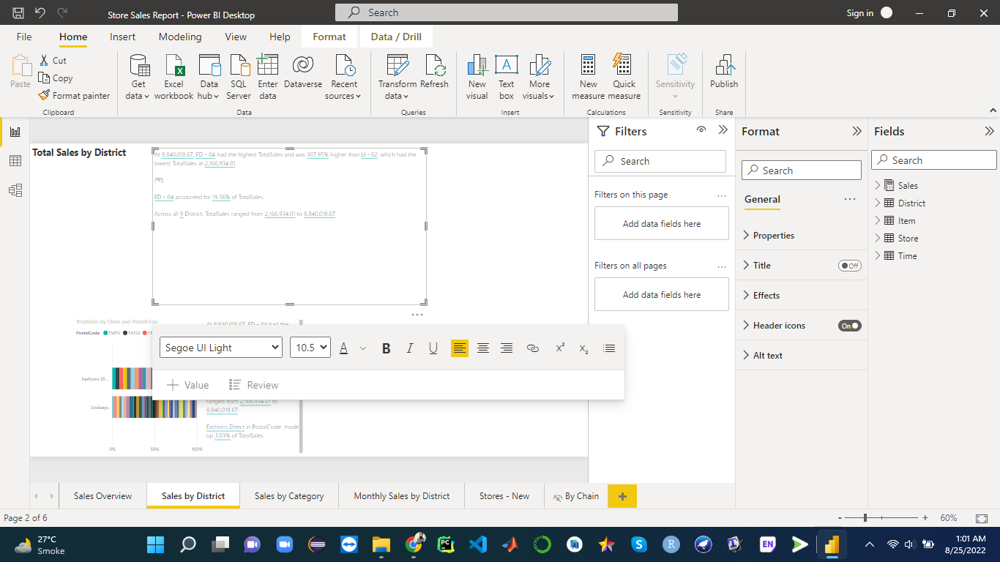 Store Sales Report - Power BI Desktop
Search
Sign in
File
Home
Insert
Modeling
View
Help
Format
Data / Drill
Paste
Cut
Copy
Format painter
Clipboard
Get data
Excel workbook
Data hub
SQL Server
Enter data
Dataverse
Recent sources
Data
Transform data
Refresh
Queries
New visual
Text box
More visuals
Insert
New measure
Quick measure
Calculations
Sensitivity
Sensitivity
Publish
Share
Total Sales by District
At 8,840,018.67, FD - 04 had the highest TotalSales and was 307.95% higher than LI - 02, which had the
lowest TotalSales at 2,166,934.01.
FD - 04 accounted for 19.56% of TotalSales.
Across all 9 District, TotalSales ranged from 2,166,934.01 to 8,840,018.67.
TotalSales by Chain and PostalCode
PostalCode 15012 15122
Fashions Di...
Lindseys
0% 50% 100%
At 8,840,018.67, FD - 04 had the
ranged from 2,166,934.01 to
8,840,018.67.
Fashions Direct in PostalCode made
up 3.03% of TotalSales.
Segoe UI Light
10.5
A
B I U
x²
x₂
Value
Review
Filters
Search
Filters on this page
Add data fields here
Filters on all pages
Add data fields here
Format
Search
General
Properties
Title Off
Effects
Header icons On
Alt text
Fields
Search
Sales
District
Item
Store
Time
Sales Overview
Sales by District
Sales by Category
Monthly Sales by District
Stores - New
By Chain
Page 2 of 6
60%
27°C
Smoke
PC
R
EN
1:01 AM
8/25/2022